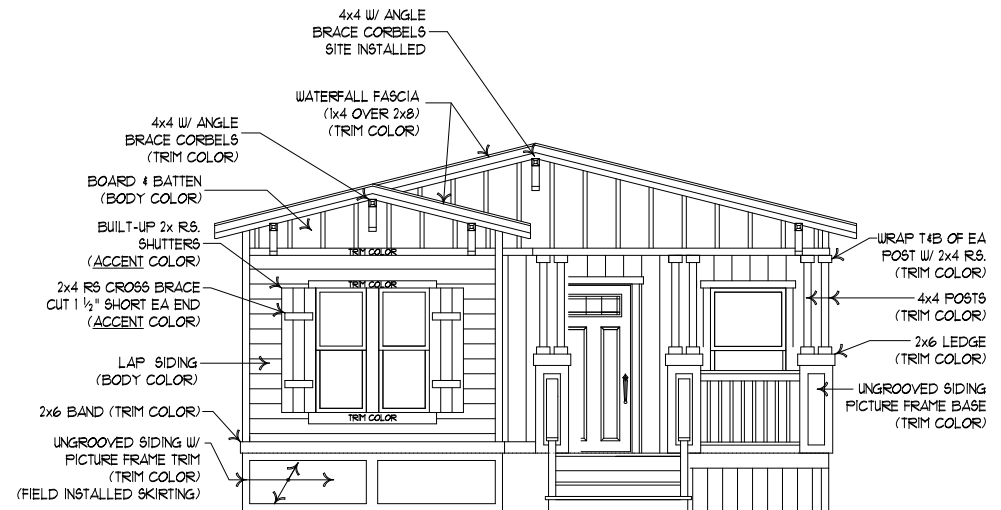 4x4 W/ ANGLE
BRACE CORBELS
SITE INSTALLED
WATERFALL FASCIA
(1x4 OVER 2x8)
(TRIM COLOR)
4x4 W/ ANGLE
BRACE CORBELS
(TRIM COLOR)
BOARD & BATTEN
(BODY COLOR)
BUILT-UP 2x R.S.
SHUTTERS
(ACCENT COLOR)
2x4 RS CROSS BRACE
CUT 1 ½" SHORT EA END
(ACCENT COLOR)
LAP SIDING
(BODY COLOR)
2x6 BAND (TRIM COLOR)
UNGROOVED SIDING W/
PICTURE FRAME TRIM
(TRIM COLOR)
(FIELD INSTALLED SKIRTING)
TRIM COLOR
TRIM COLOR
TRIM COLOR
WRAP T&B OF EA
POST W/ 2x4 RS.
(TRIM COLOR)
4x4 POSTS
(TRIM COLOR)
2x6 LEDGE
(TRIM COLOR)
UNGROOVED SIDING
PICTURE FRAME BASE
(TRIM COLOR)